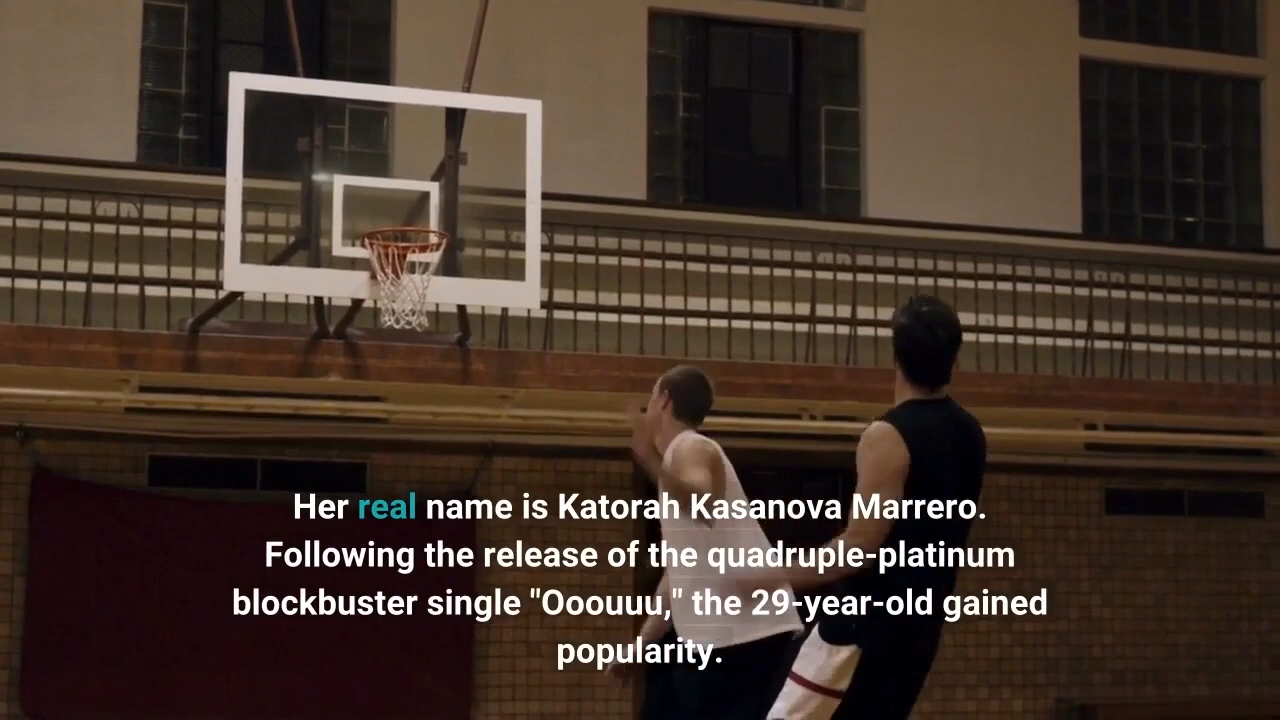 Her real name is Katorah Kasanova Marrero.
Following the release of the quadruple-platinum
blockbuster single "Ooouuu," the 29-year-old gained
popularity.